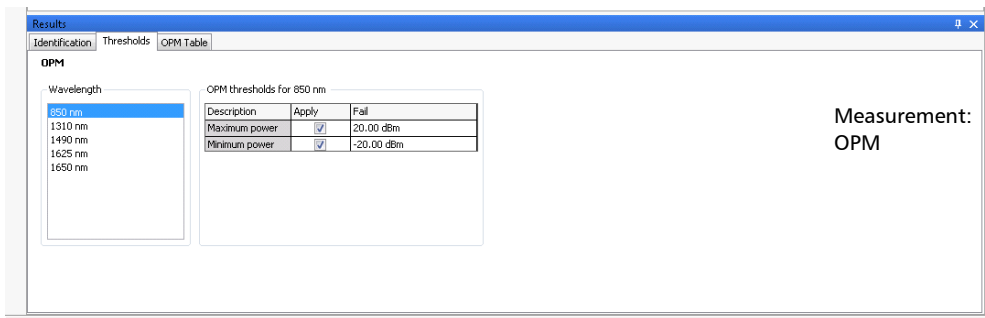 Results
Identification Thresholds OPM Table
OPM
Wavelength
850 nm
1310 nm
1490 nm
1625 nm
1650 nm
OPM thresholds for 850 nm
Description Apply Fail
Maximum power 20.00 dBm
Minimum power -20.00 dBm
Measurement:
OPM